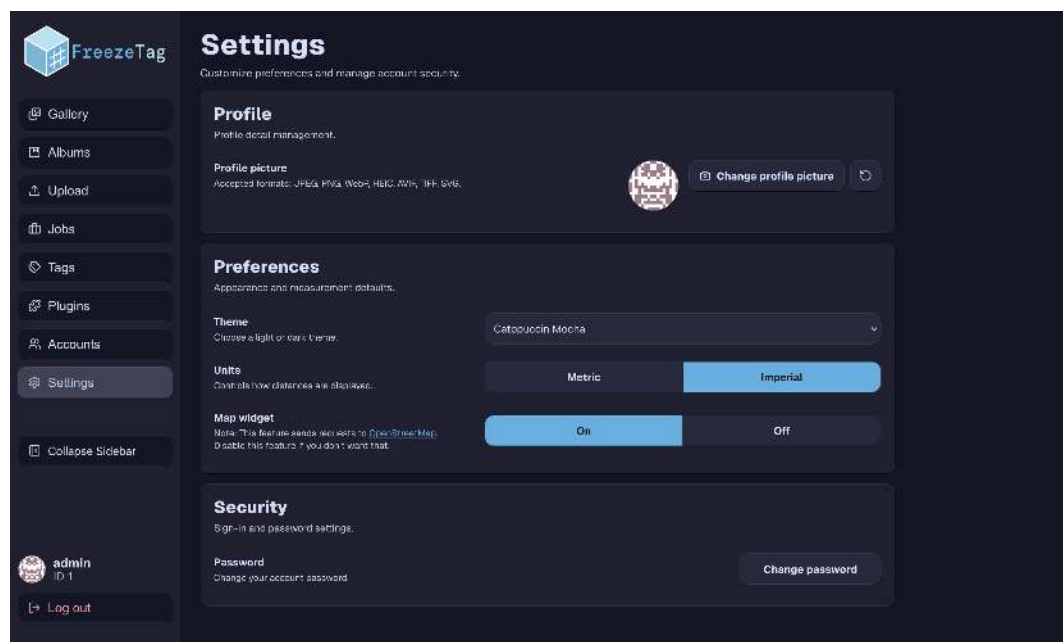 FreezeTag
Gallery
Albums
Upload
Jobs
Tags
Plugins
Accounts
Settings
Collapse Sidebar
admin
ID 1
Log out
Settings
Customize preferences and manage account security.
Profile
Profile detail management.
Profile picture
Accepted formats: JPEG, PNG, WebP, HEIC, AVIF, TIFF, SVG.
Change profile picture
Preferences
Appearance and measurement defaults.
Theme
Choose a light or dark theme.
Catppuccin Mocha
Units
Controls how distances are displayed.
Metric
Imperial
Map widget
Note: This feature sends requests to OpenStreetMap.
Disable this feature if you don't want that.
On
Off
Security
Sign-in and password settings.
Password
Change your account password
Change password